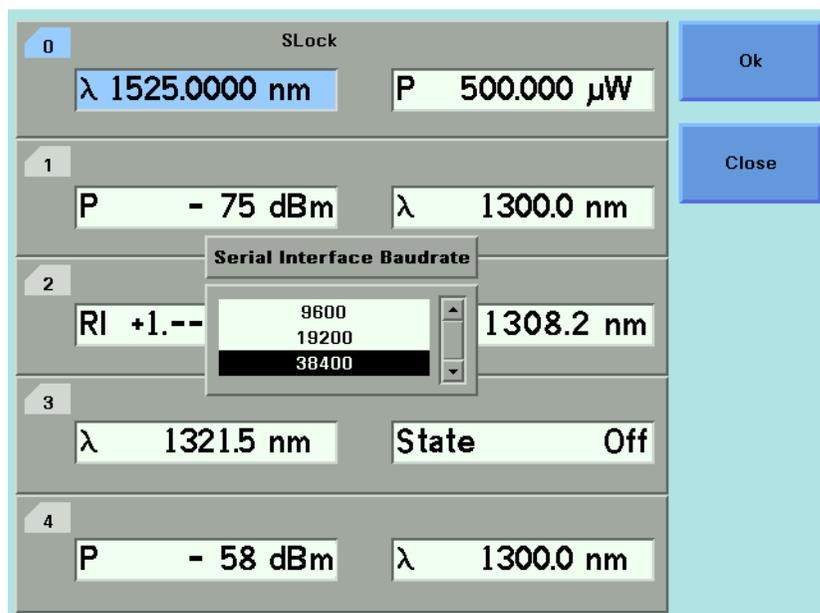 0 SLock
λ 1525.0000 nm P 500.000 µW
Ok
1
P - 75 dBm λ 1300.0 nm
Close
Serial Interface Baudrate
2
RI +1.-- 1308.2 nm
9600
19200
38400
3
λ 1321.5 nm State Off
4
P - 58 dBm λ 1300.0 nm